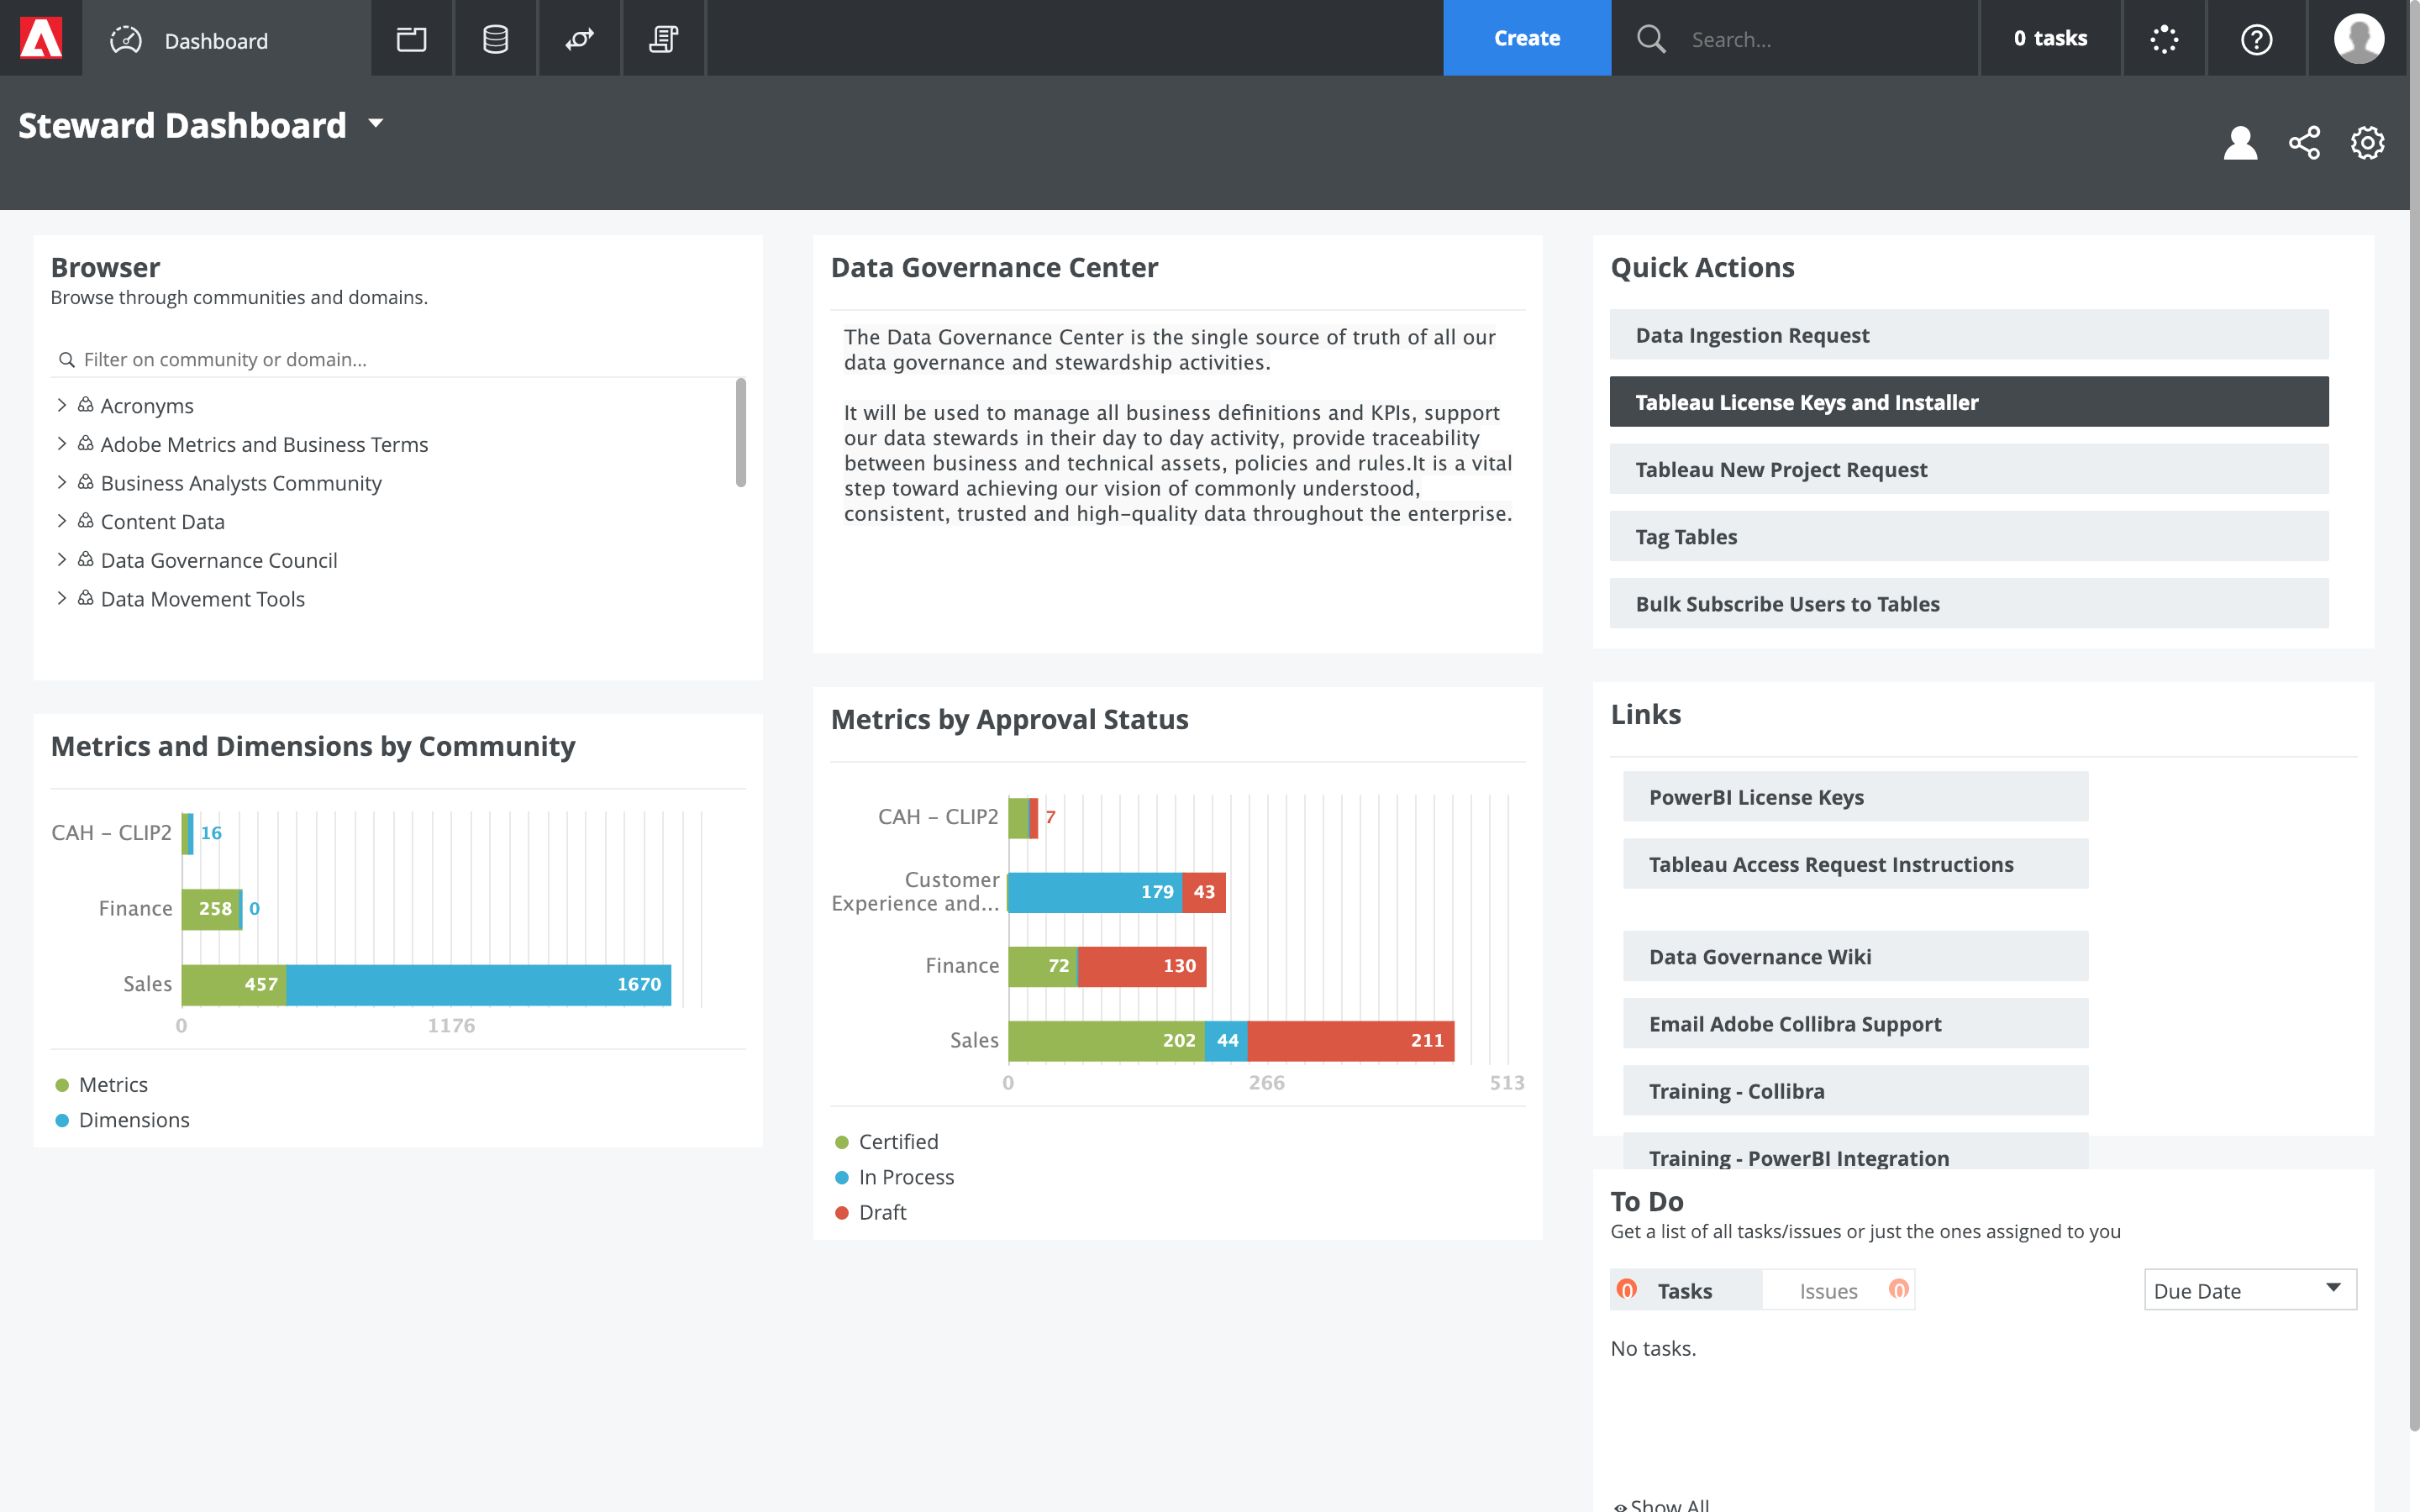 Dashboard
Create
Search...
0 tasks
Steward Dashboard
Browser
Browse through communities and domains.
Filter on community or domain...
Acronyms
Adobe Metrics and Business Terms
Business Analysts Community
Content Data
Data Governance Council
Data Movement Tools
Metrics and Dimensions by Community
CAH – CLIP2
16
Finance
258
0
Sales
457
1670
0
1176
Metrics
Dimensions
Data Governance Center
The Data Governance Center is the single source of truth of all our
data governance and stewardship activities.
It will be used to manage all business definitions and KPIs, support
our data stewards in their day to day activity, provide traceability
between business and technical assets, policies and rules.It is a vital
step toward achieving our vision of commonly understood,
consistent, trusted and high-quality data throughout the enterprise.
Metrics by Approval Status
CAH – CLIP2
7
Customer
Experience and...
179
43
Finance
72
130
Sales
202
44
211
0
266
513
Certified
In Process
Draft
Quick Actions
Data Ingestion Request
Tableau License Keys and Installer
Tableau New Project Request
Tag Tables
Bulk Subscribe Users to Tables
Links
PowerBI License Keys
Tableau Access Request Instructions
Data Governance Wiki
Email Adobe Collibra Support
Training - Collibra
Training - PowerBI Integration
To Do
Get a list of all tasks/issues or just the ones assigned to you
0 Tasks
Issues 0
Due Date
No tasks.
Show All